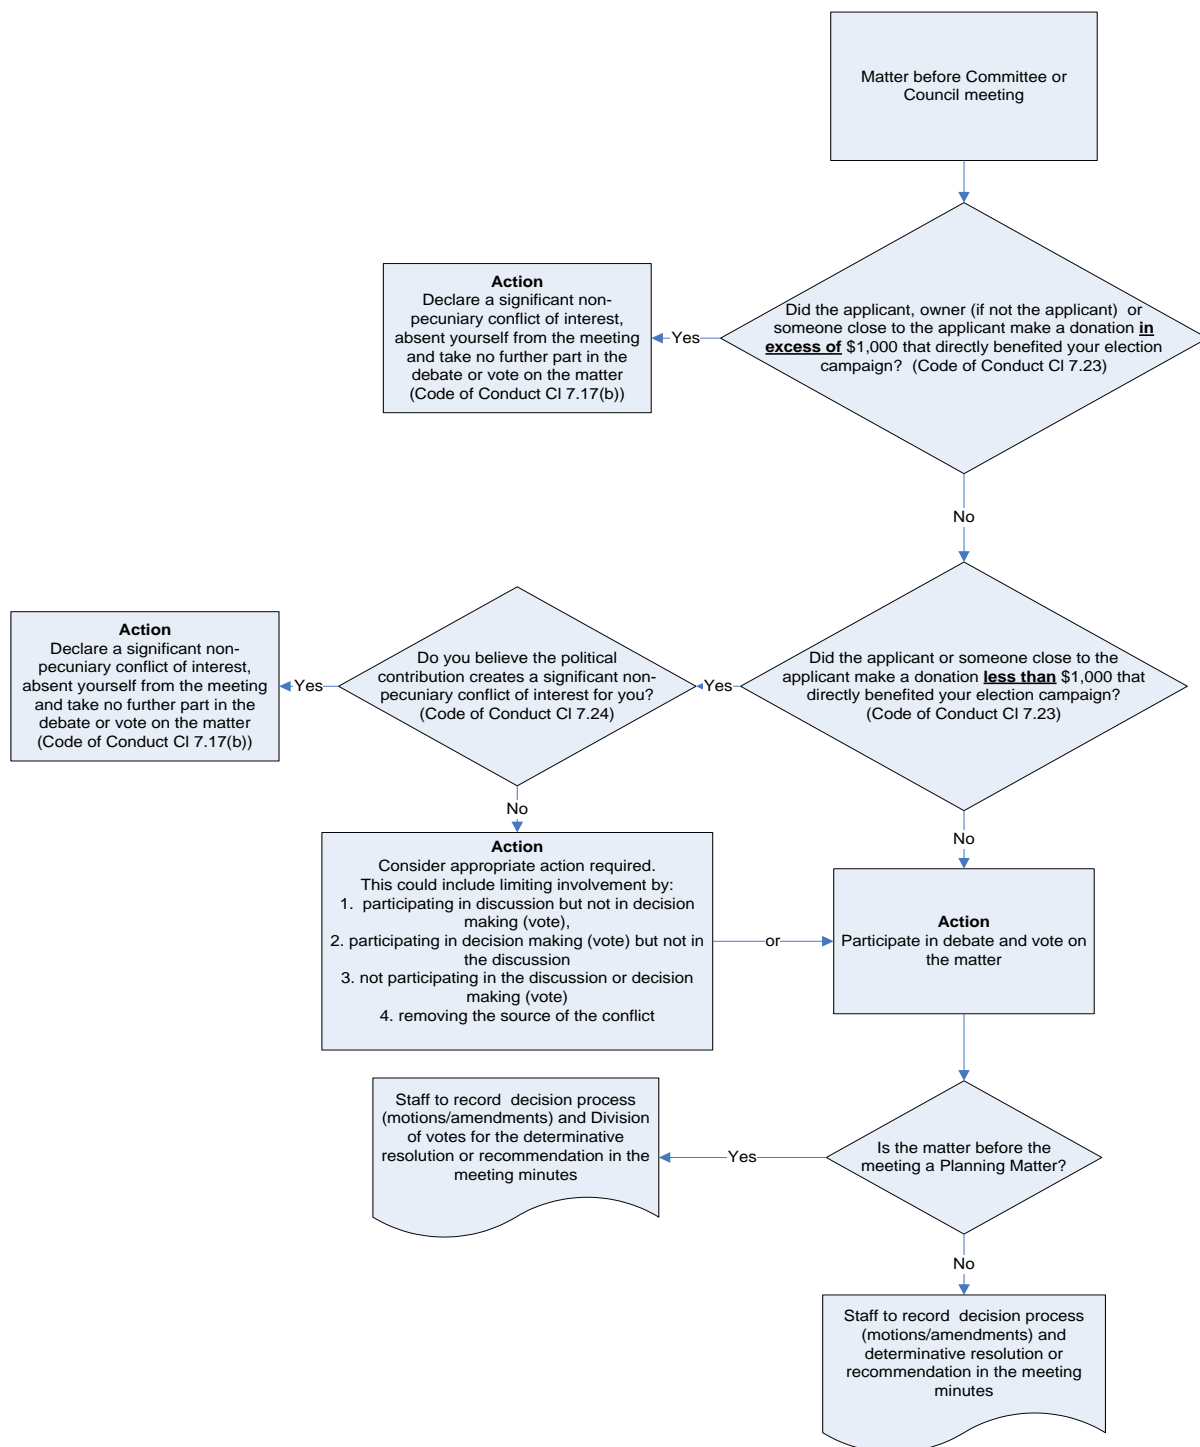 Matter before Committee or
Council meeting
Action
Declare a significant non-
pecuniary conflict of interest,
absent yourself from the meeting
and take no further part in the
debate or vote on the matter
(Code of Conduct Cl 7.17(b))
Yes
Did the applicant, owner (if not the applicant) or
someone close to the applicant make a donation in
excess of $1,000 that directly benefited your election
campaign? (Code of Conduct Cl 7.23)
No
Action
Declare a significant non-
pecuniary conflict of interest,
absent yourself from the meeting
and take no further part in the
debate or vote on the matter
(Code of Conduct Cl 7.17(b))
Yes
Do you believe the political
contribution creates a significant non-
pecuniary conflict of interest for you?
(Code of Conduct Cl 7.24)
Yes
Did the applicant or someone close to the
applicant make a donation less than $1,000 that
directly benefited your election campaign?
(Code of Conduct Cl 7.23)
No
No
Action
Consider appropriate action required.
This could include limiting involvement by:
1. participating in discussion but not in decision
making (vote),
2. participating in decision making (vote) but not in
the discussion
3. not participating in the discussion or decision
making (vote)
4. removing the source of the conflict
or
Action
Participate in debate and vote on
the matter
Staff to record decision process
(motions/amendments) and Division
of votes for the determinative
resolution or recommendation in the
meeting minutes
Yes
Is the matter before the
meeting a Planning Matter?
No
Staff to record decision process
(motions/amendments) and
determinative resolution or
recommendation in the meeting
minutes